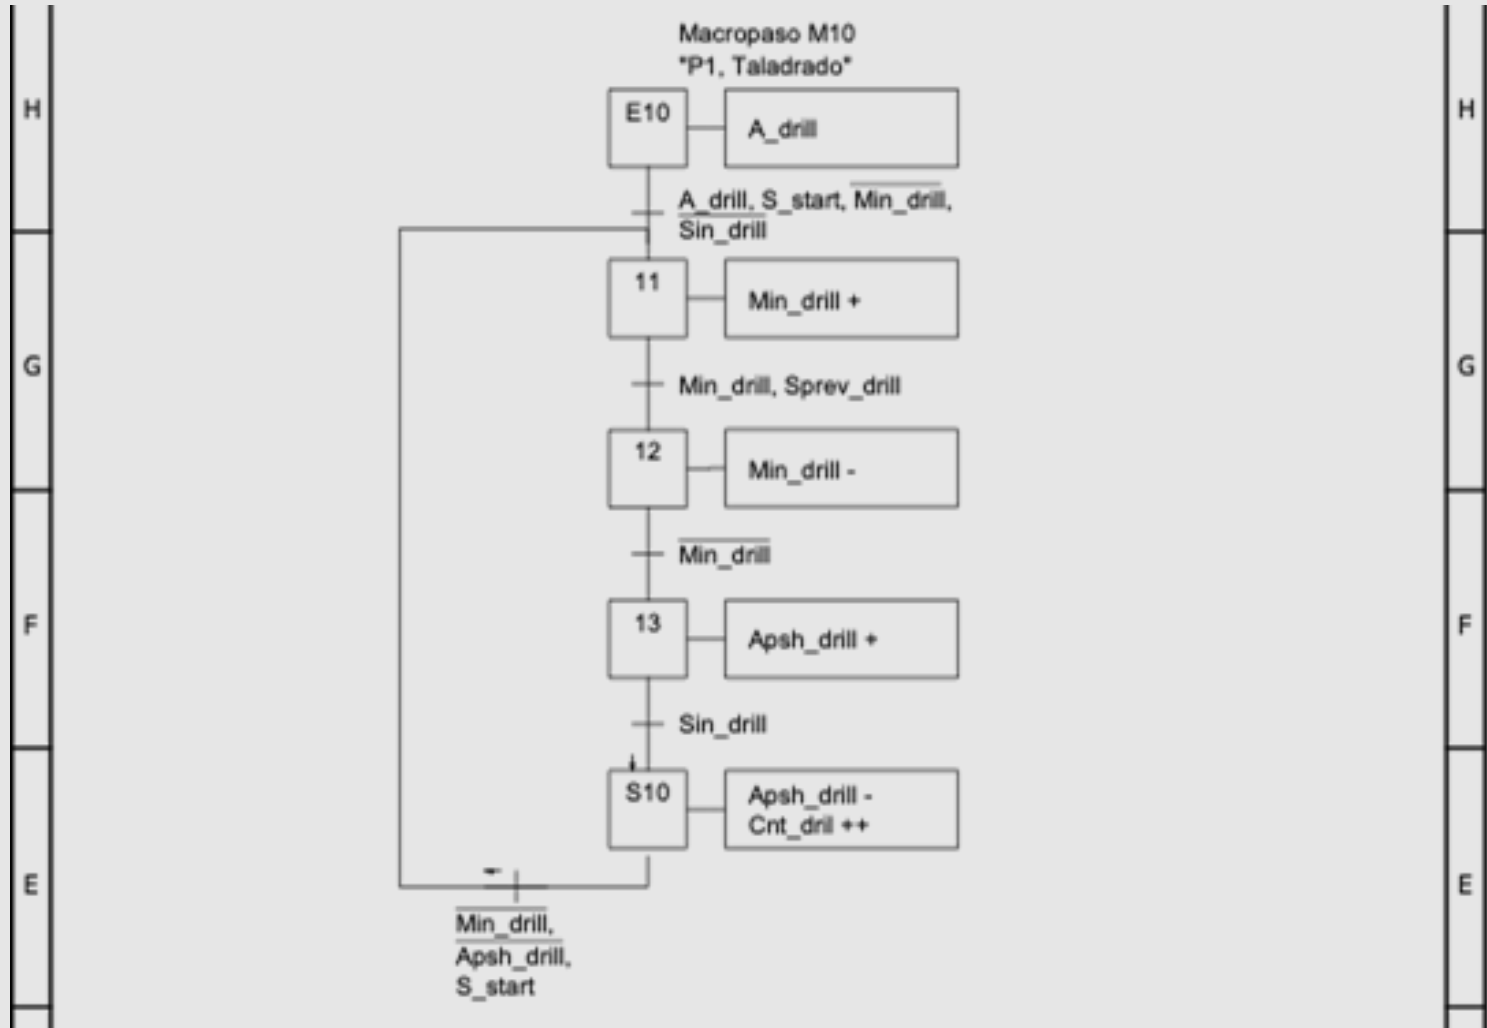 Macropaso M10
"P1, Taladrado"
H
H
E10
A_drill
A_drill, S_start, Min_drill,
Sin_drill
11
Min_drill +
G
G
Min_drill, Sprev_drill
12
Min_drill -
Min_drill
F
F
13
Apsh_drill +
Sin_drill
S10
Apsh_drill -
Cnt_dril ++
E
E
Min_drill,
Apsh_drill,
S_start